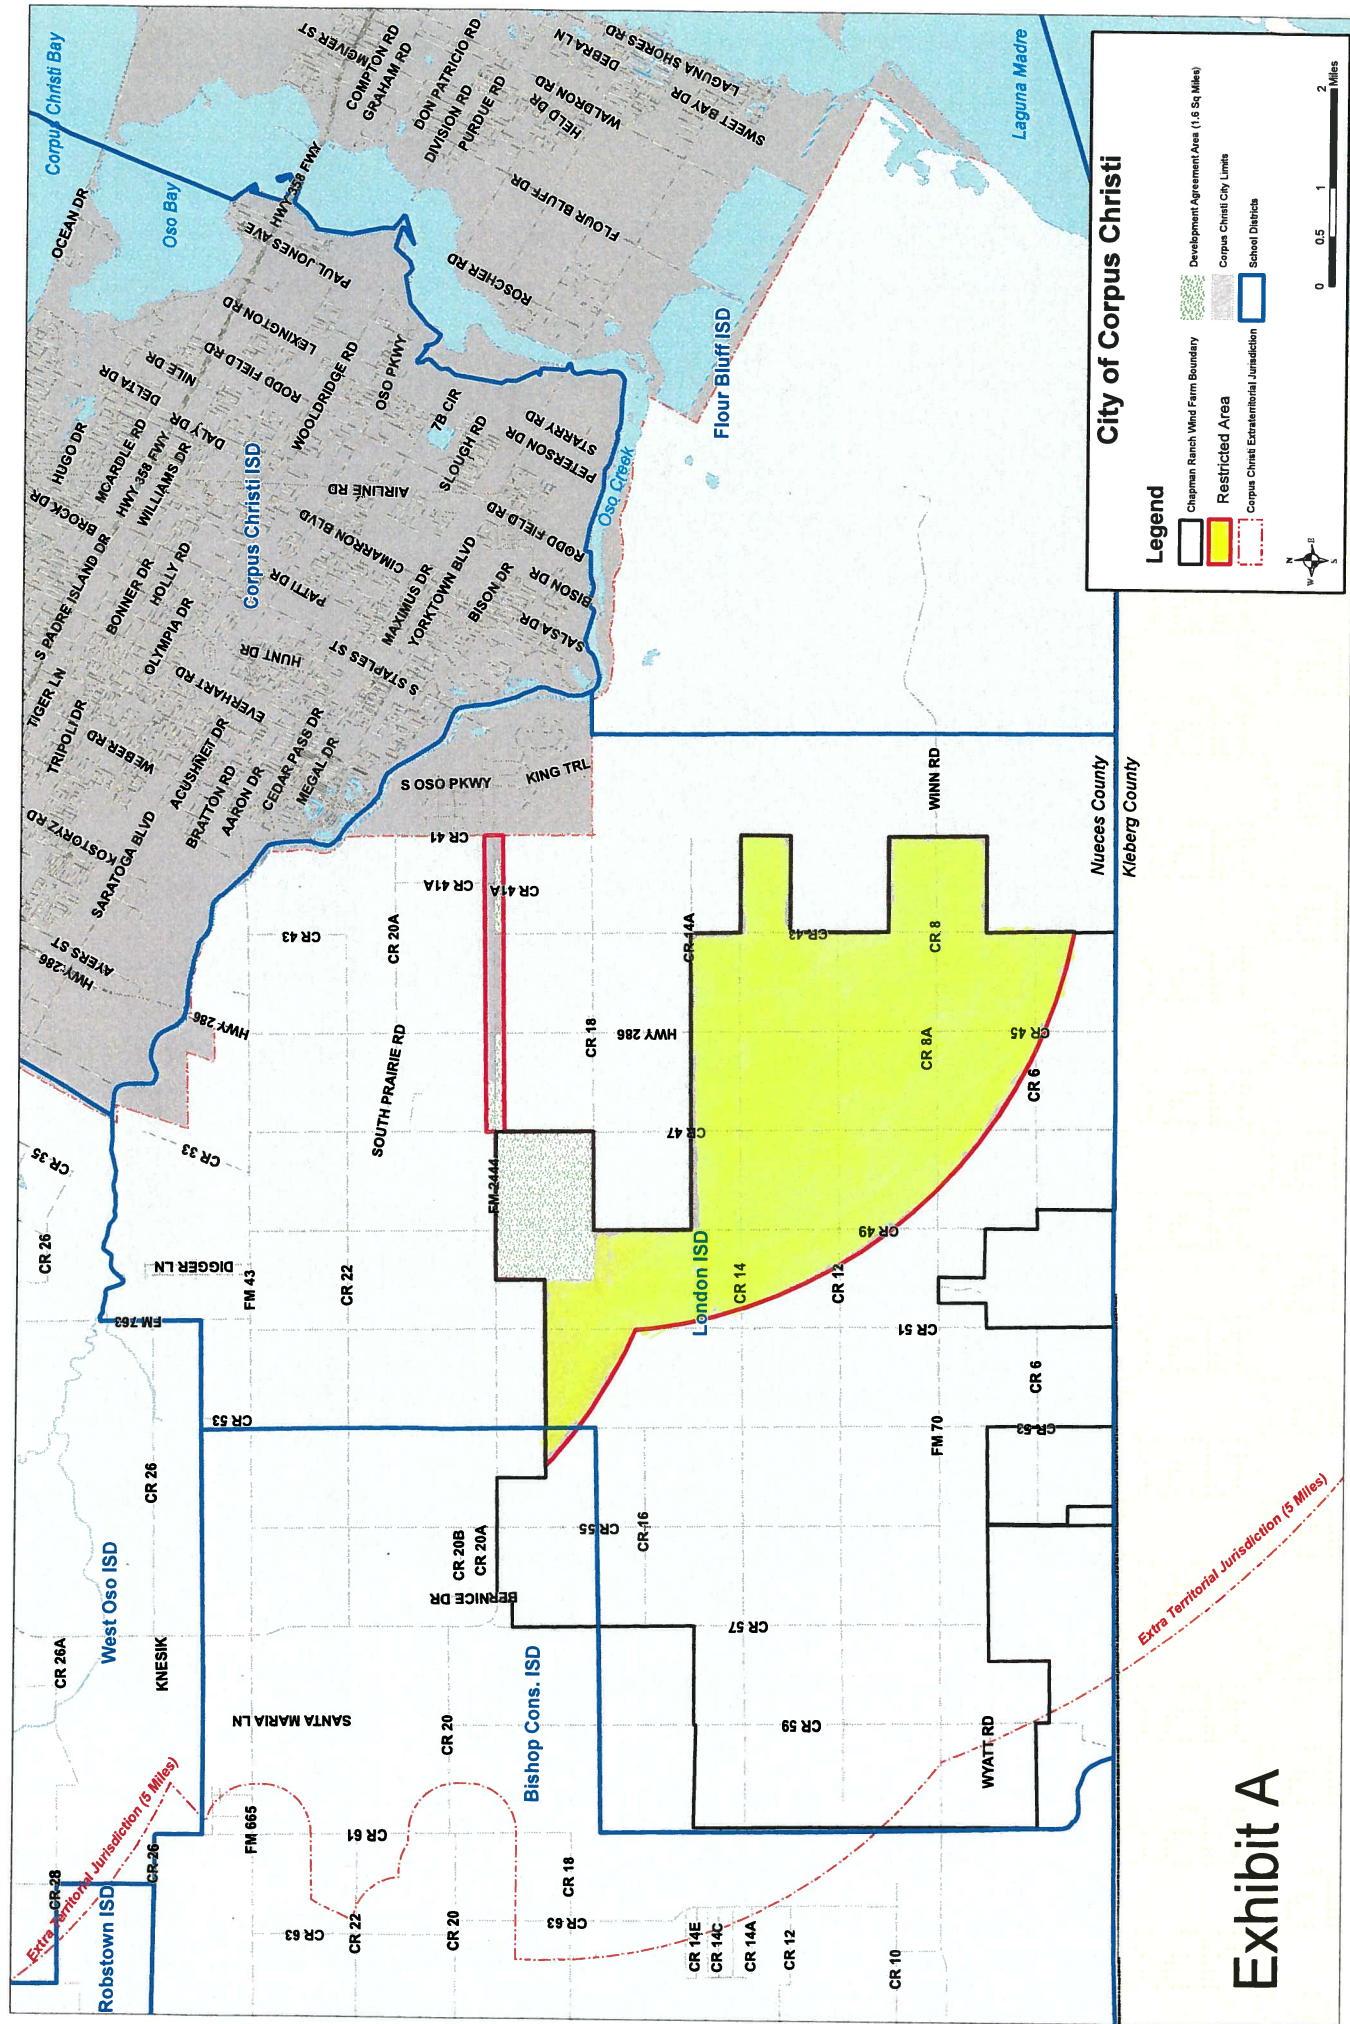 Corpus Christi Bay
Oso Bay
Laguna Madre
OCEAN DR
HWY 358 FWY
PAUL JONES AVE
MCIVER ST
COMPTON RD
GRAHAM RD
DON PATRICIO RD
DIVISION RD
PURDUE RD
HELD DR
WALDRON RD
DEBRA LN
LAGUNA SHORES RD
SWEET BAY DR
FLOUR BLUFF DR
ROSCHER RD
LEXINGTON RD
RODD FIELD RD
NILE DR
DELTA DR
DALY DR
HUGO DR
MCARDLE RD
HWY 358 FWY
WILLIAMS DR
BROCK DR
S PADRE ISLAND DR
BONNER DR
HOLLY RD
OLYMPIA DR
TIGER LN
TRIPOLI DR
WEBER RD
EVERHART RD
HUNT DR
PATTI DR
Corpus Christi ISD
WOOLDRIDGE RD
OSO PKWY
7B CIR
SLOUGH RD
AIRLINE RD
CIMARRON BLVD
STARRY RD
PETERSON DR
RODD FIELD RD
Oso Creek
Flour Bluff ISD
MAXIMUS DR
YORKTOWN BLVD
BISON DR
BISON DR
SALSA DR
S STAPLES ST
KOSTORYZ RD
SARATOGA BLVD
ACUSHNET DR
BRATTON RD
AARON DR
CEDAR PASS DR
MEGAL DR
AYERS ST
HWY 286
HWY 286
S OSO PKWY
KING TRL
CR 41
CR 41A
CR 41A
CR 43
CR 20A
SOUTH PRAIRIE RD
CR 18
HWY 286
CR 14A
CR 43
CR 8
WINN RD
CR 8A
CR 45
CR 6
CR 47
CR 49
CR 35
CR 33
CR 26
DIGGER LN
FM 43
CR 22
FM 2444
London ISD
CR 14
CR 12
CR 51
FM 763
CR 53
CR 6
FM 70
CR 53
CR 26
CR 20B
CR 20A
CR 55
CR 16
BERNICE DR
West Oso ISD
CR 26A
KNESIK
SANTA MARIA LN
CR 20
Bishop Cons. ISD
CR 57
CR 59
WYATT RD
Nueces County
Kleberg County
Extra Territorial Jurisdiction (5 Miles)
Extra Territorial Jurisdiction (5 Miles)
CR 28
CR 26
Robstown ISD
FM 665
CR 61
CR 63
CR 22
CR 20
CR 18
CR 63
CR 14E
CR 14C
CR 14A
CR 12
CR 10
City of Corpus Christi
Legend
Chapman Ranch Wind Farm Boundary
Restricted Area
Corpus Christi Extraterritorial Jurisdiction
Development Agreement Area (1.6 Sq Miles)
Corpus Christi City Limits
School Districts
N
W E
S
0 0.5 1 2
Miles
Exhibit A